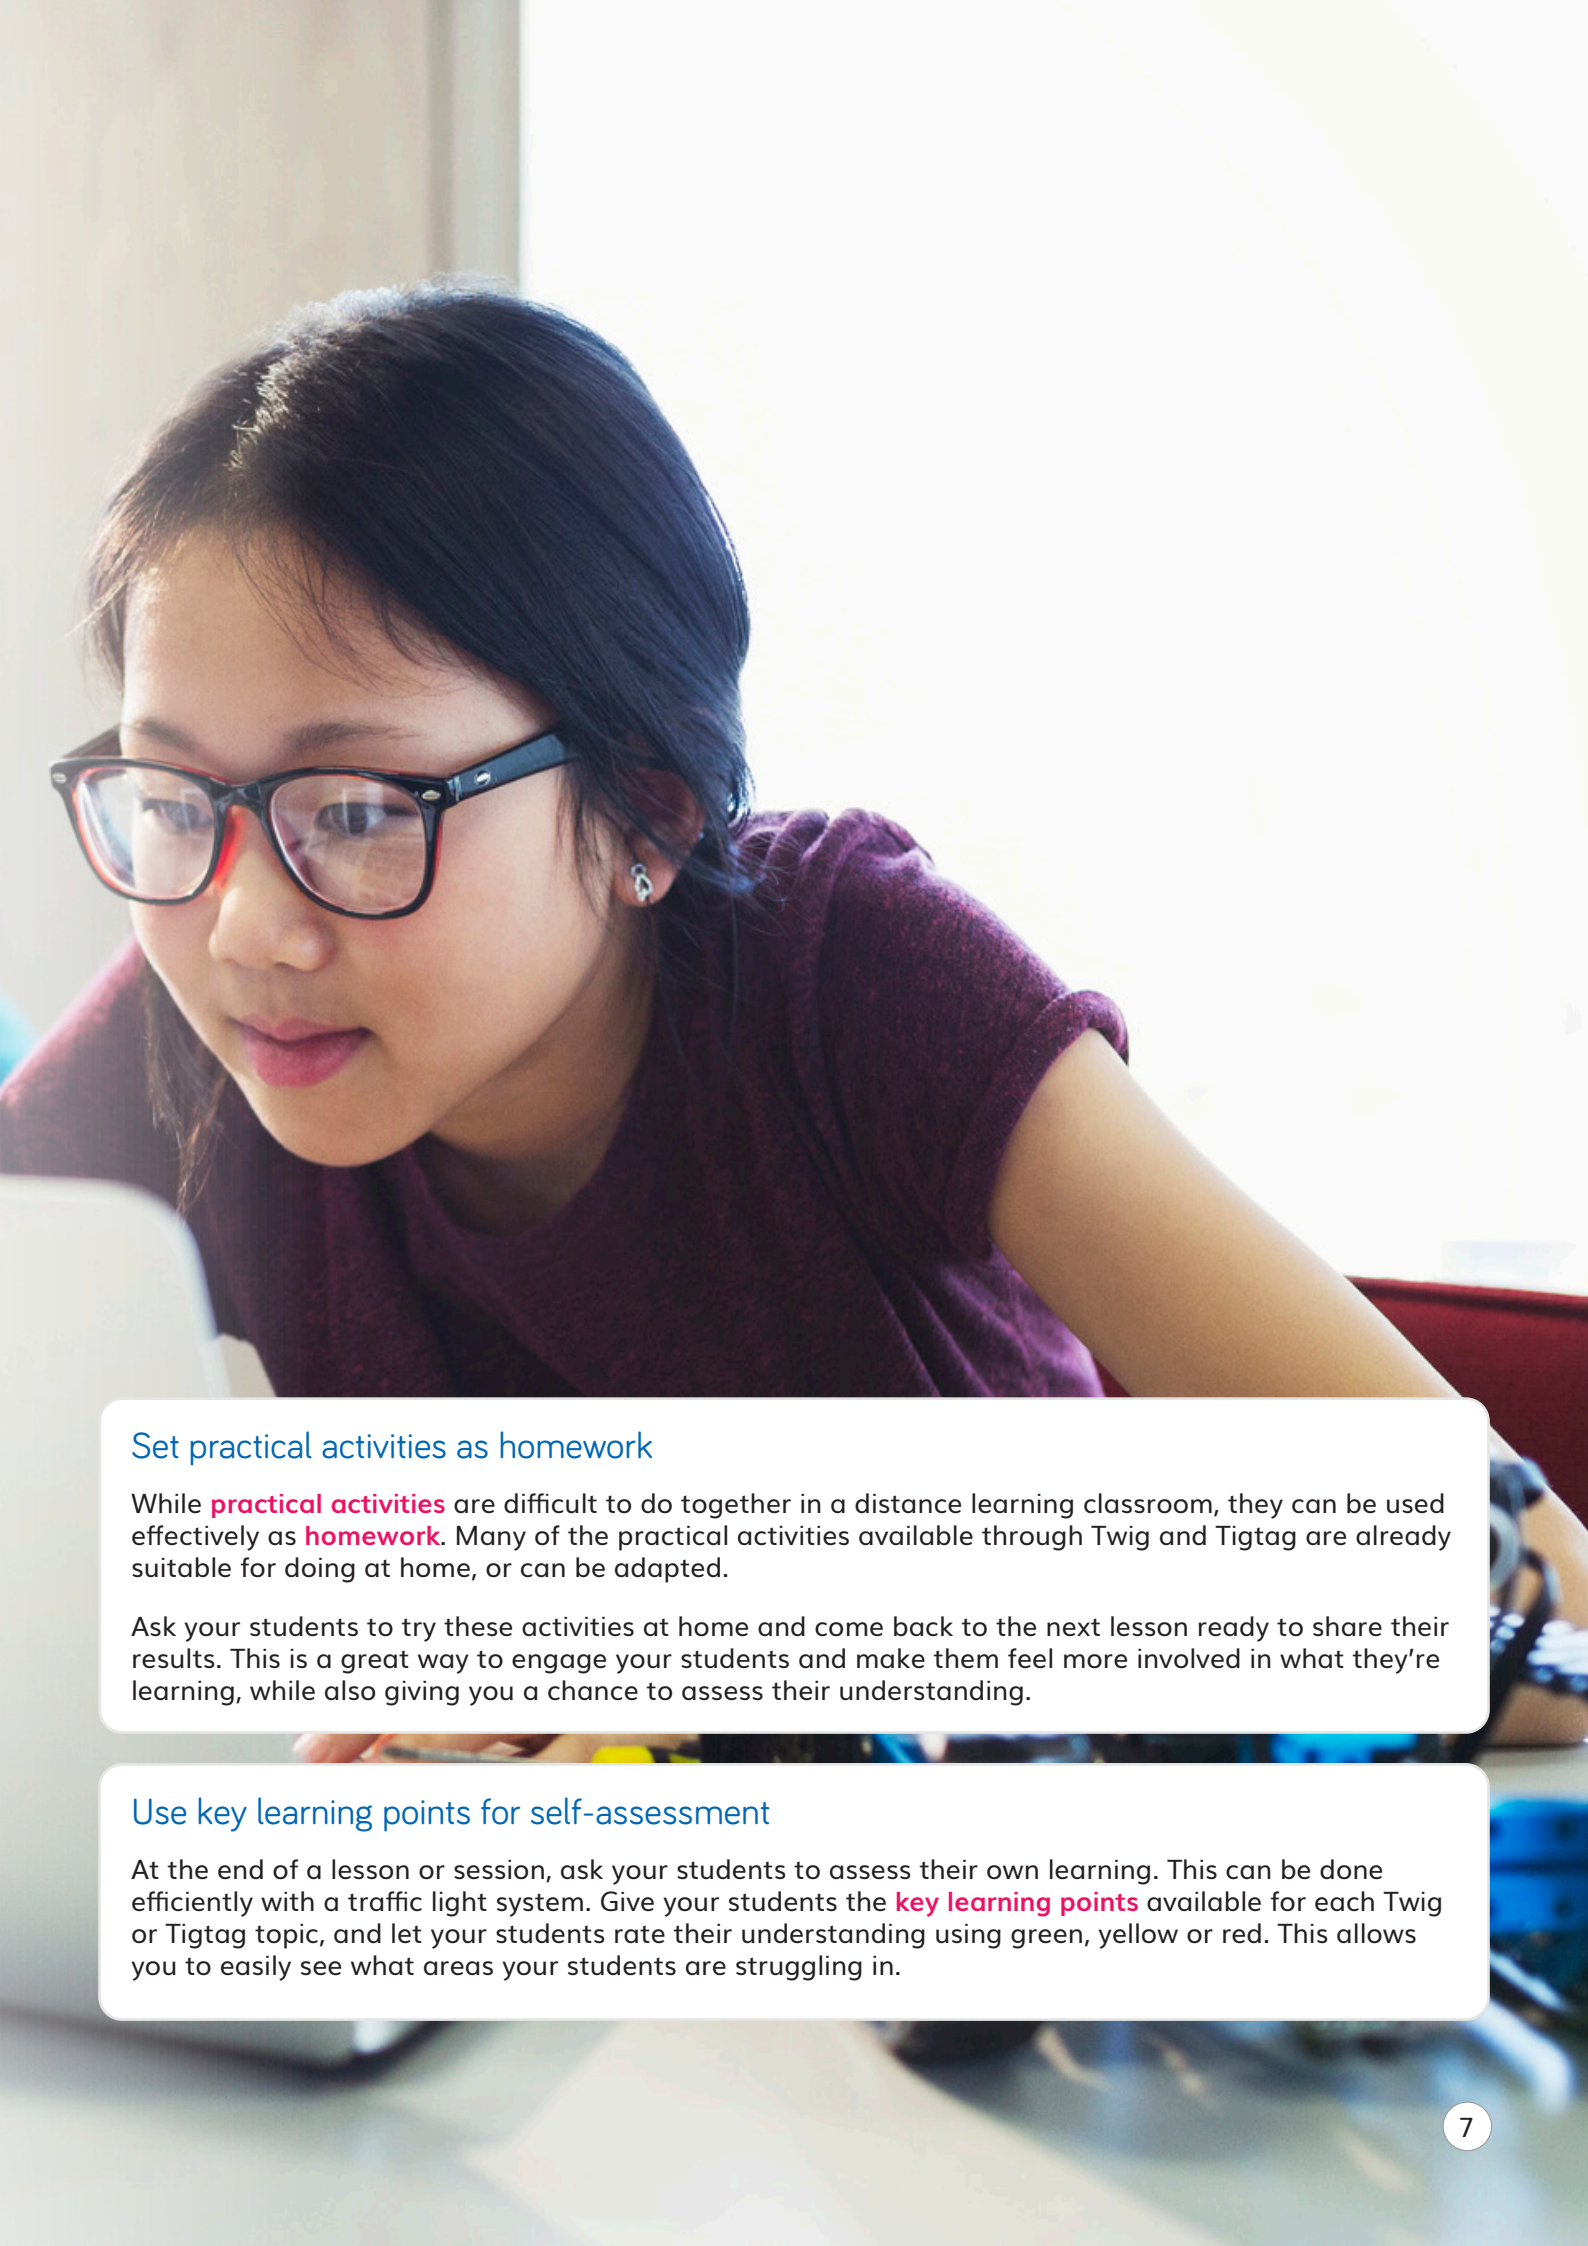 Set practical activities as homework
While practical activities are difficult to do together in a distance learning classroom, they can be used
effectively as homework. Many of the practical activities available through Twig and Tigtag are already
suitable for doing at home, or can be adapted.
Ask your students to try these activities at home and come back to the next lesson ready to share their
results. This is a great way to engage your students and make them feel more involved in what they’re
learning, while also giving you a chance to assess their understanding.
Use key learning points for self-assessment
At the end of a lesson or session, ask your students to assess their own learning. This can be done
efficiently with a traffic light system. Give your students the key learning points available for each Twig
or Tigtag topic, and let your students rate their understanding using green, yellow or red. This allows
you to easily see what areas your students are struggling in.
7